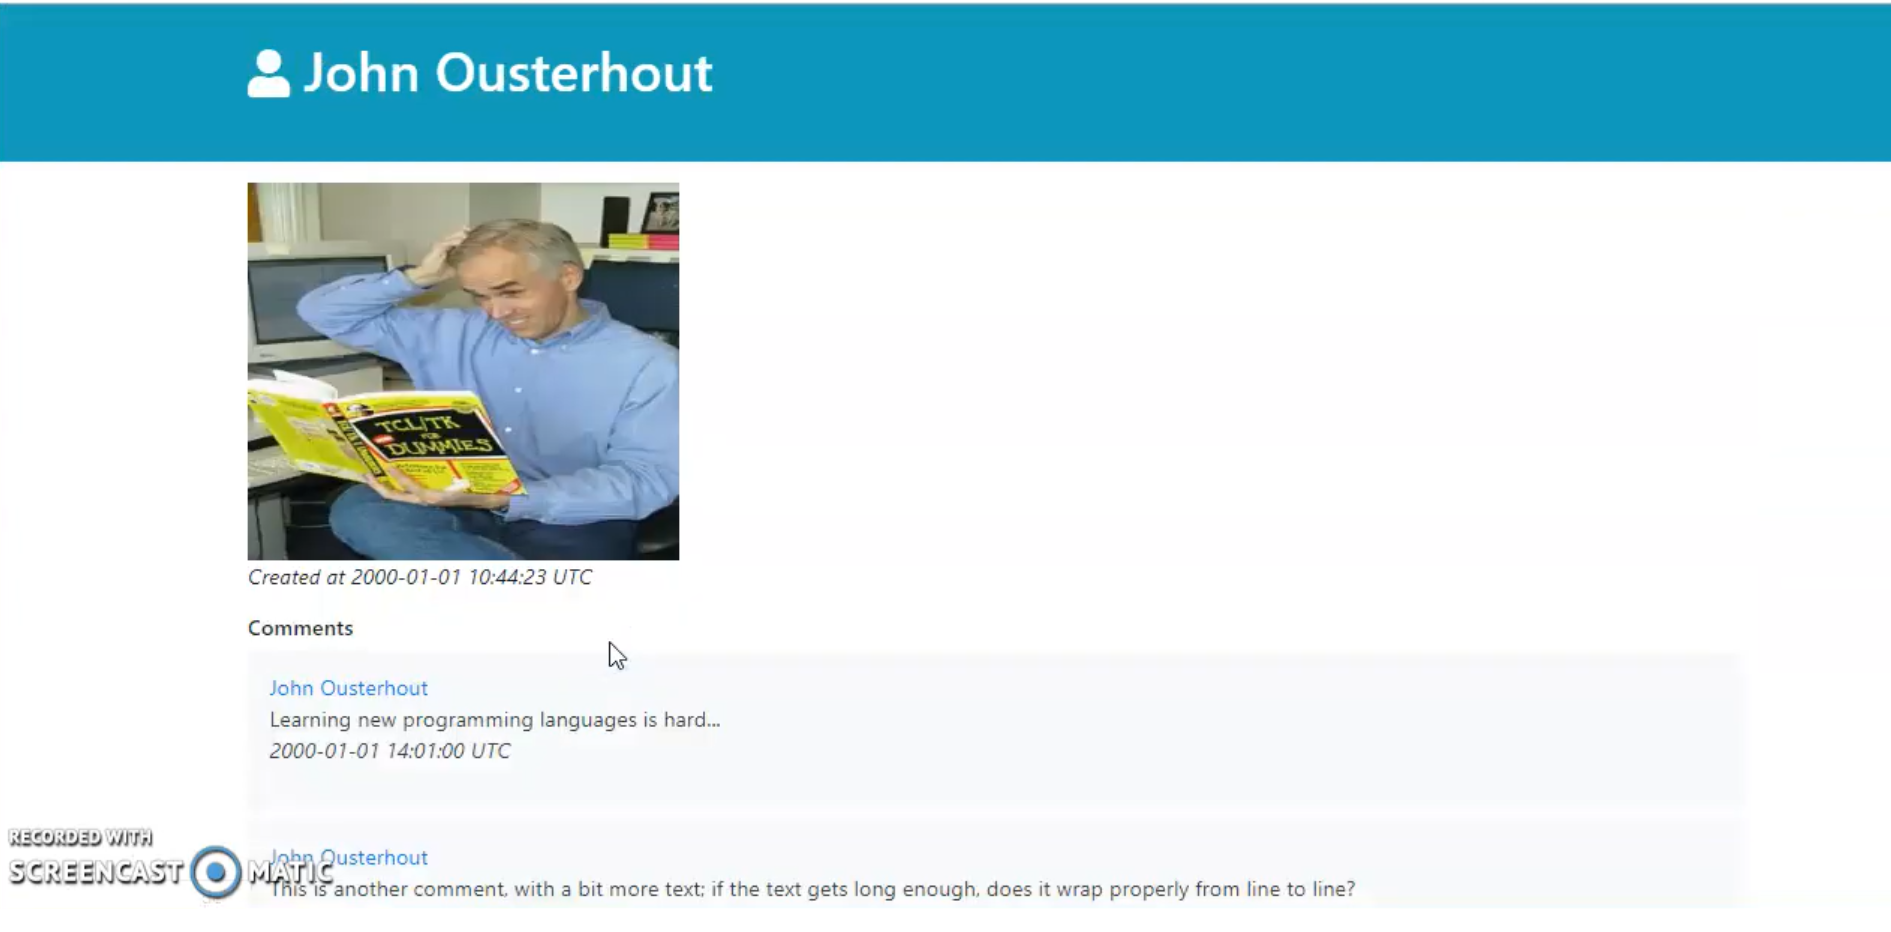 John Ousterhout
TCL/TK
FOR
DUMMIES
Created at 2000-01-01 10:44:23 UTC
Comments
John Ousterhout
Learning new programming languages is hard...
2000-01-01 14:01:00 UTC
John Ousterhout
This is another comment, with a bit more text; if the text gets long enough, does it wrap properly from line to line?
RECORDED WITH
SCREENCAST MATIC